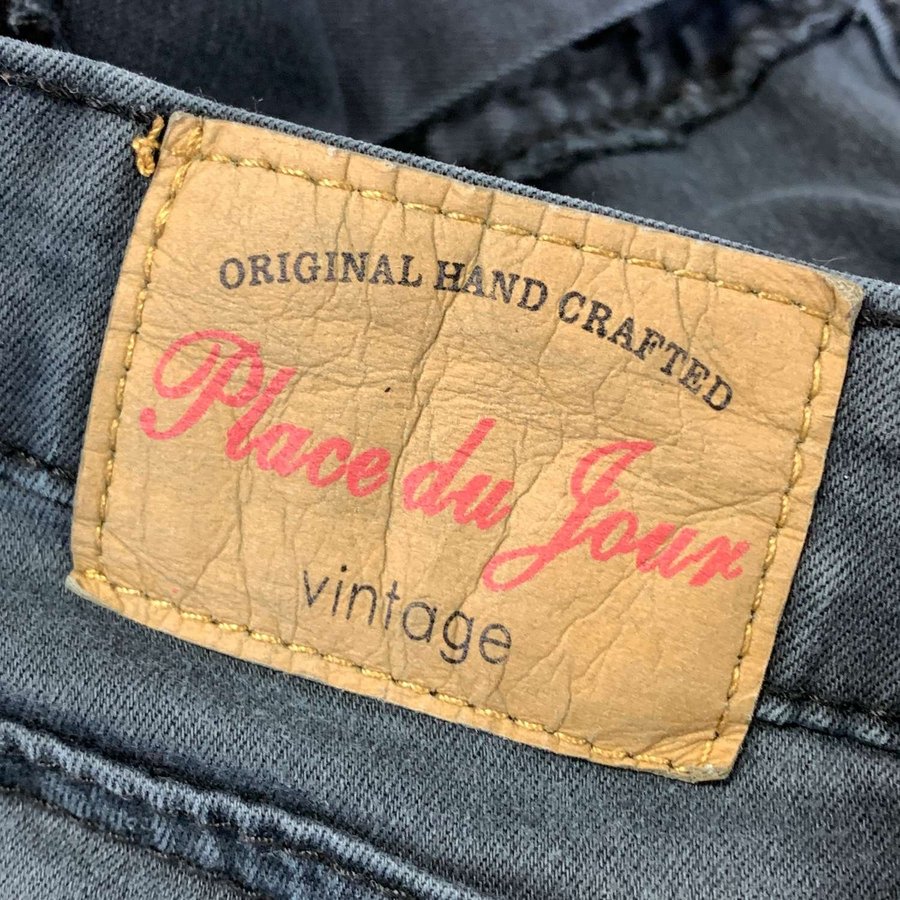 ORIGINAL HAND CRAFTED
Place du Jour
vintage